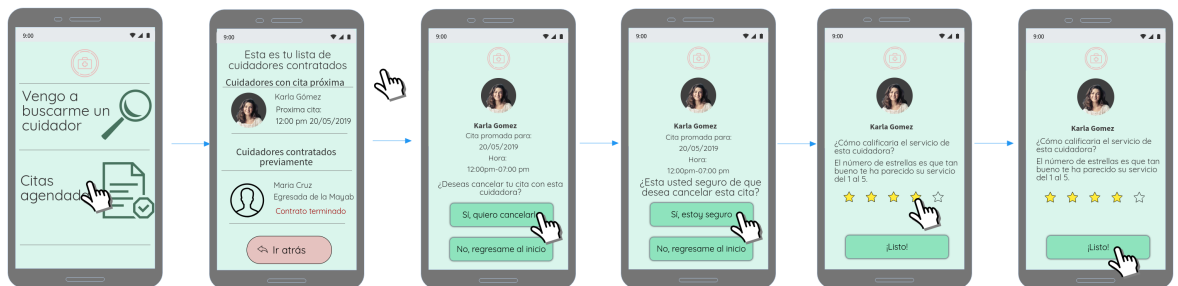 9:00
Vengo a
buscarme un
cuidador
Citas
agendad
9:00
Esta es tu lista de
cuidadores contratados
Cuidadores con cita próxima
Karla Gómez
Proxima cita:
12:00 pm 20/05/2019
Cuidadores contratados
previamente
Maria Cruz
Egresada de la Mayab
Contrato terminado
Ir atrás
9:00
Karla Gomez
Cita promada para:
20/05/2019
Hora:
12:00pm-07:00 pm
¿Deseas cancelar tu cita con esta
cuidadora?
Si, quiero cancelarla
No, regresame al inicio
9:00
Karla Gomez
Cita promada para:
20/05/2019
Hora:
12:00pm-07:00 pm
¿Esta usted seguro de que
desea cancelar esta cita?
Si, estoy seguro
No, regresame al inicio
9:00
Karla Gomez
¿Cómo calificaria el servicio de
esta cuidadora?
El número de estrellas es que tan
bueno te ha parecido su servicio
del 1 al 5.
¡Listo!
9:00
Karla Gomez
¿Cómo calificaria el servicio de
esta cuidadora?
El número de estrellas es que tan
bueno te ha parecido su servicio
del 1 al 5.
¡Listo!